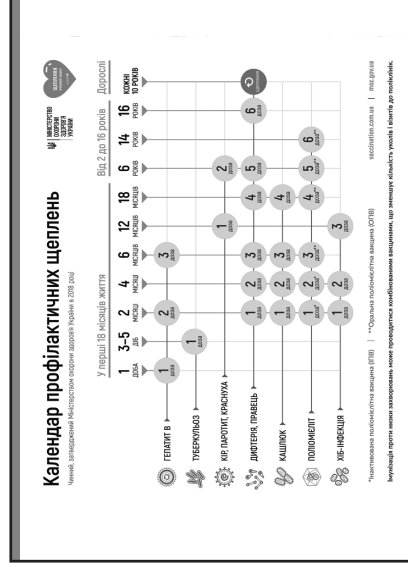 Календар профілактичних щеплень
Чинний, затверджений Міністерством охорони здоров'я України в 2018 році
МІНІСТЕРСТВО
ОХОРОНИ
ЗДОРОВ'Я
УКРАЇНИ
У перші 18 місяців життя
Від 2 до 16 років
Дорослі
1 ДОБА
3–5 ДІБ
2 МІСЯЦІ
4 МІСЯЦІ
6 МІСЯЦІВ
12 МІСЯЦІВ
18 МІСЯЦІВ
6 РОКІВ
14 РОКІВ
16 РОКІВ
КОЖНІ 10 РОКІВ
ГЕПАТИТ В 1 доза 2 доза 3 доза
ТУБЕРКУЛЬОЗ 1 доза
КІР, ПАРОТИТ, КРАСНУХА 1 доза 2 доза
ДИФТЕРІЯ, ПРАВЕЦЬ 1 доза 2 доза 3 доза 4 доза 5 доза 6 доза
КАШЛЮК 1 доза 2 доза 3 доза 4 доза
ПОЛІОМІЄЛІТ 1 доза* 2 доза* 3 доза** 4 доза** 5 доза** 6 доза**
ХІБ-ІНФЕКЦІЯ 1 доза 2 доза 3 доза
*Інактивована поліомієлітна вакцина (ІПВ) | **Оральна поліомієлітна вакцина (ОПВ)
vaccination.com.ua | moz.gov.ua
Імунізація проти низки захворювань може проводитися комбінованими вакцинами, що зменшує кількість уколів і візитів до поліклінік.